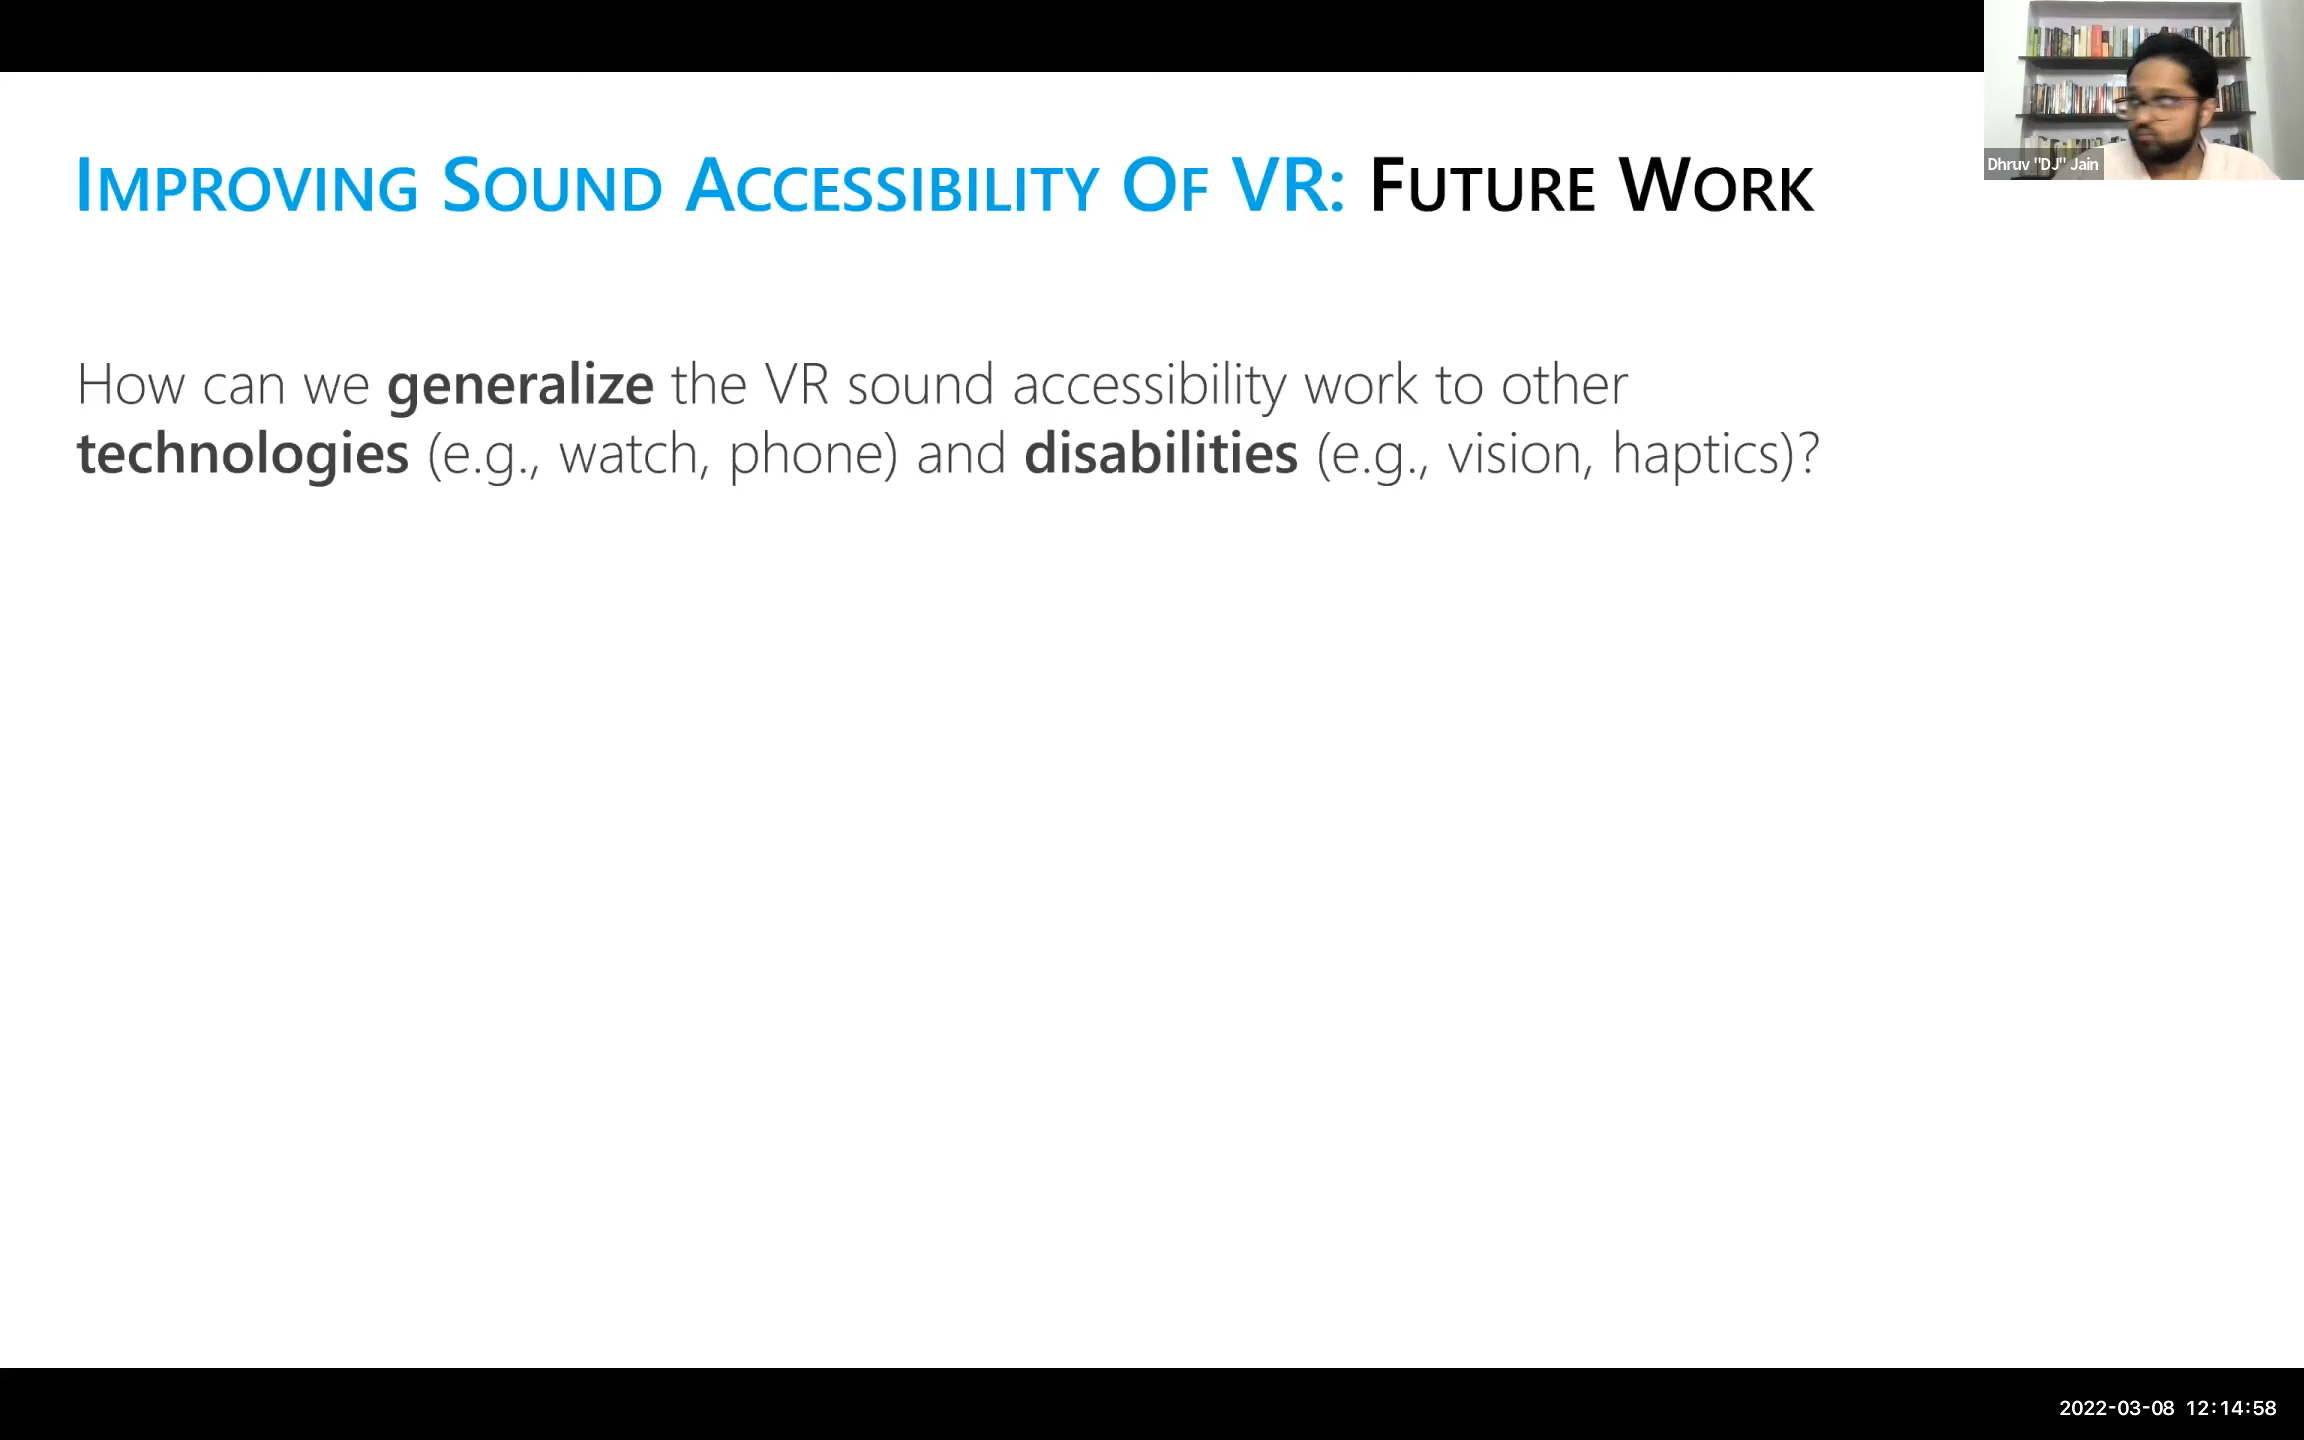 IMPROVING SOUND ACCESSIBILITY OF VR: FUTURE WORK
Dhruv "DJ" Jain
How can we generalize the VR sound accessibility work to other
technologies (e.g., watch, phone) and disabilities (e.g., vision, haptics)?
2022-03-08 12:14:58